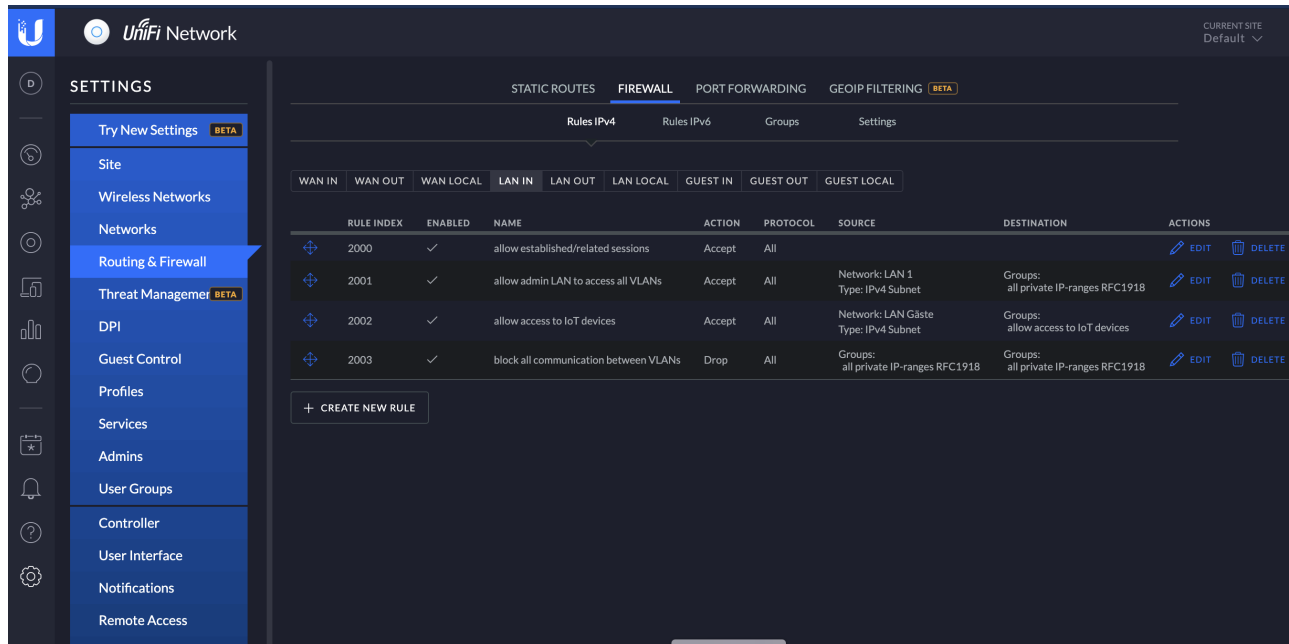 UniFi Network
CURRENT SITE
Default
D
SETTINGS
Try New Settings BETA
Site
Wireless Networks
Networks
Routing & Firewall
Threat Managemer BETA
DPI
Guest Control
Profiles
Services
Admins
User Groups
Controller
User Interface
Notifications
Remote Access
STATIC ROUTES FIREWALL PORT FORWARDING GEOIP FILTERING BETA
Rules IPv4 Rules IPv6 Groups Settings
WAN IN WAN OUT WAN LOCAL LAN IN LAN OUT LAN LOCAL GUEST IN GUEST OUT GUEST LOCAL
RULE INDEX ENABLED NAME ACTION PROTOCOL SOURCE DESTINATION ACTIONS
2000 allow established/related sessions Accept All EDIT DELETE
2001 allow admin LAN to access all VLANs Accept All Network: LAN 1 Groups: EDIT DELETE
Type: IPv4 Subnet all private IP-ranges RFC1918
2002 allow access to IoT devices Accept All Network: LAN Gäste Groups: EDIT DELETE
Type: IPv4 Subnet allow access to IoT devices
2003 block all communication between VLANs Drop All Groups: Groups: EDIT DELETE
all private IP-ranges RFC1918 all private IP-ranges RFC1918
+ CREATE NEW RULE